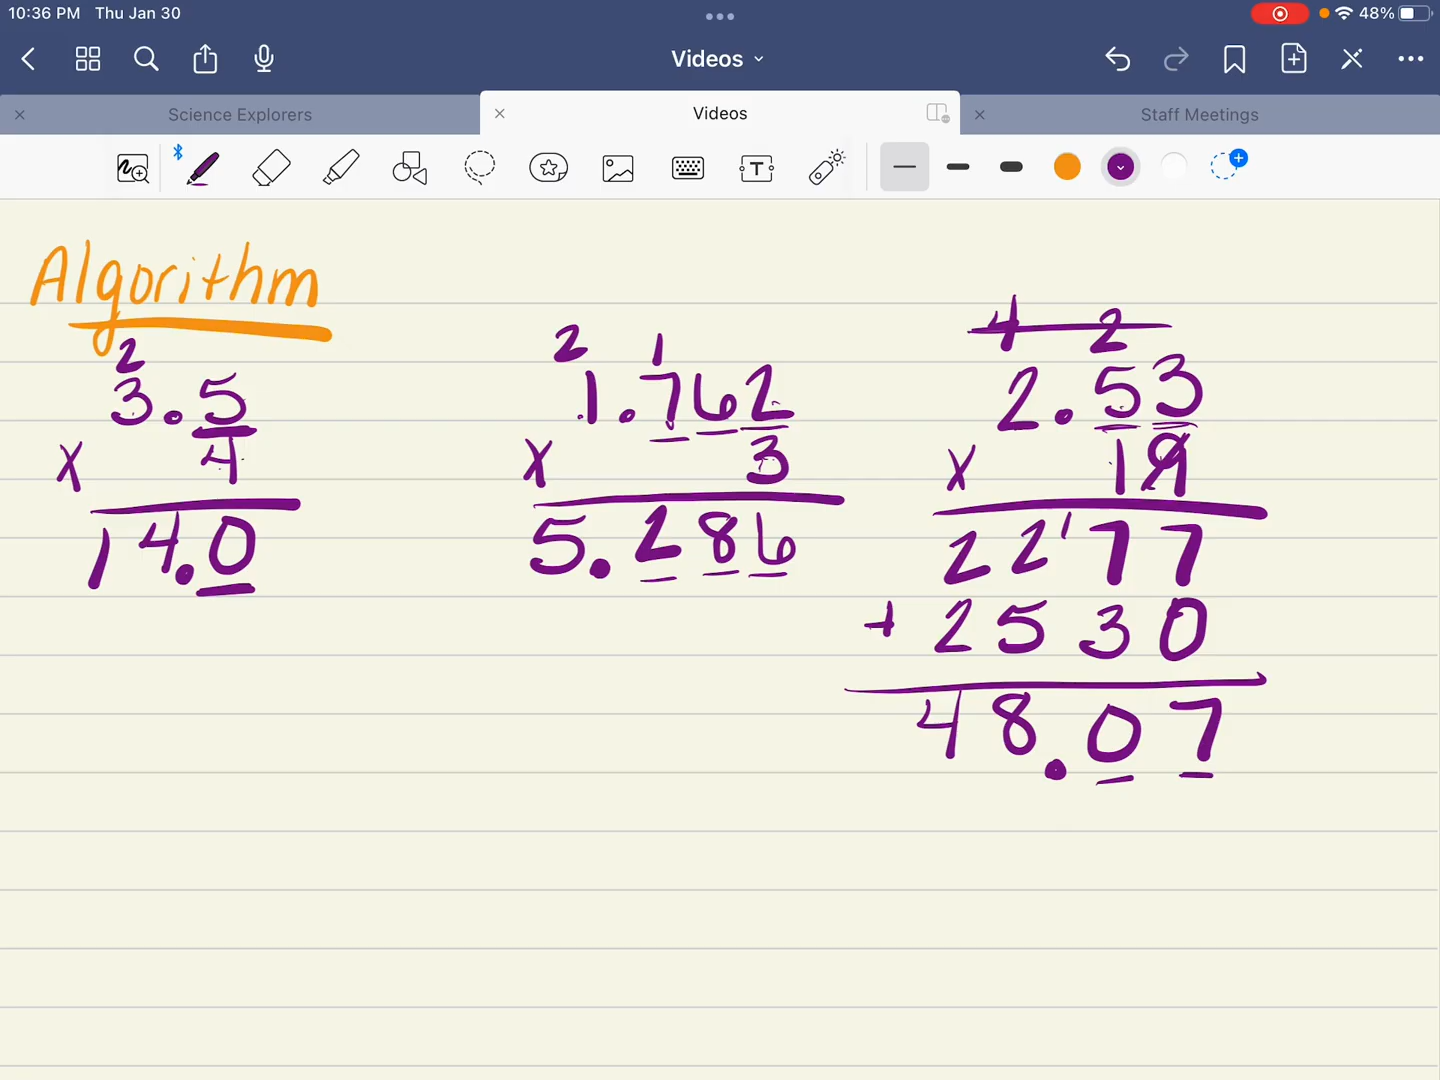 10:36 PM Thu Jan 30
48%
Videos
Science Explorers
Videos
Staff Meetings
T
Algorithm
2
3.5
x 4
14.0
2 1
1.762
x 3
5.286
4 2
2.53
x 19
1
2277
+ 2530
48.07